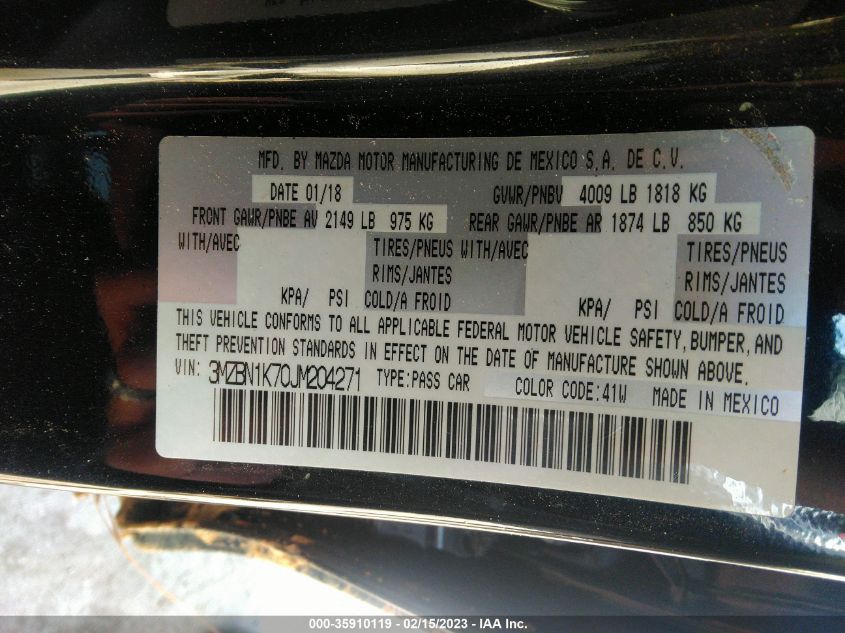 MFD. BY MAZDA MOTOR MANUFACTURING DE MEXICO S.A. DE C.V.
DATE 01/18 GVWR/PNBV 4009 LB 1818 KG
FRONT GAWR/PNBE AV 2149 LB 975 KG REAR GAWR/PNBE AR 1874 LB 850 KG
WITH/AVEC TIRES/PNEUS WITH/AVEC TIRES/PNEUS
RIMS/JANTES RIMS/JANTES
KPA/ PSI COLD/A FROID KPA/ PSI COLD/A FROID
THIS VEHICLE CONFORMS TO ALL APPLICABLE FEDERAL MOTOR VEHICLE SAFETY, BUMPER, AND
THEFT PREVENTION STANDARDS IN EFFECT ON THE DATE OF MANUFACTURE SHOWN ABOVE.
VIN: 3MZBN1K70JM204271 TYPE:PASS CAR COLOR CODE:41W MADE IN MEXICO
000-35910119 - 02/15/2023 - IAA Inc.